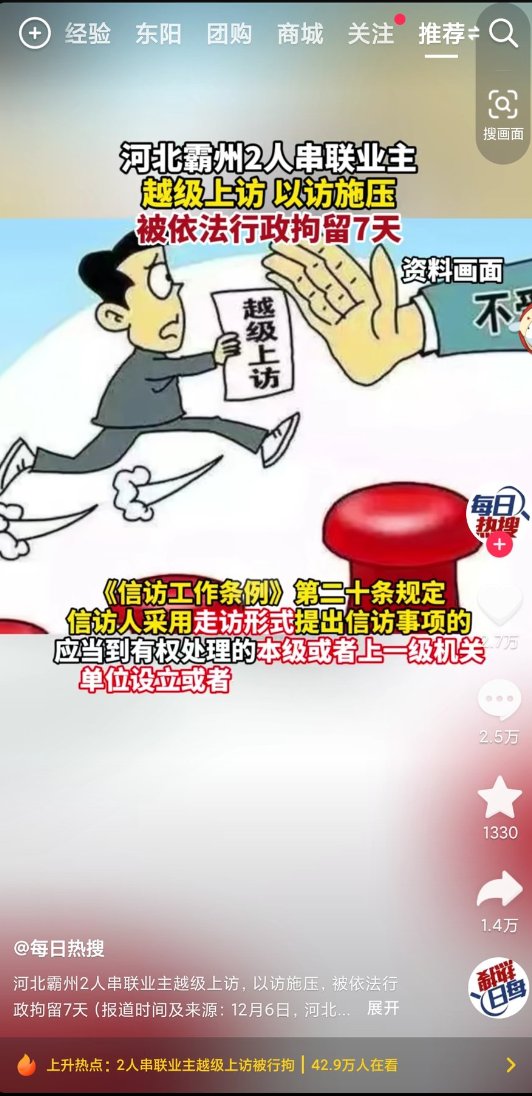 经验 东阳 团购 商城 关注 推荐
搜画面
河北霸州2人串联业主
越级上访 以访施压
被依法行政拘留7天
资料画面
越级上访
不
每日
热搜
《信访工作条例》第二十条规定
信访人采用走访形式提出信访事项的
应当到有权处理的本级或者上一级机关
单位设立或者
2.7万
2.5万
1330
1.4万
@每日热搜
河北霸州2人串联业主越级上访，以访施压，被依法行
政拘留7天（报道时间及来源：12月6日，河北... 展开
每日
热搜
上升热点：2人串联业主越级上访被行拘 | 42.9万人在看